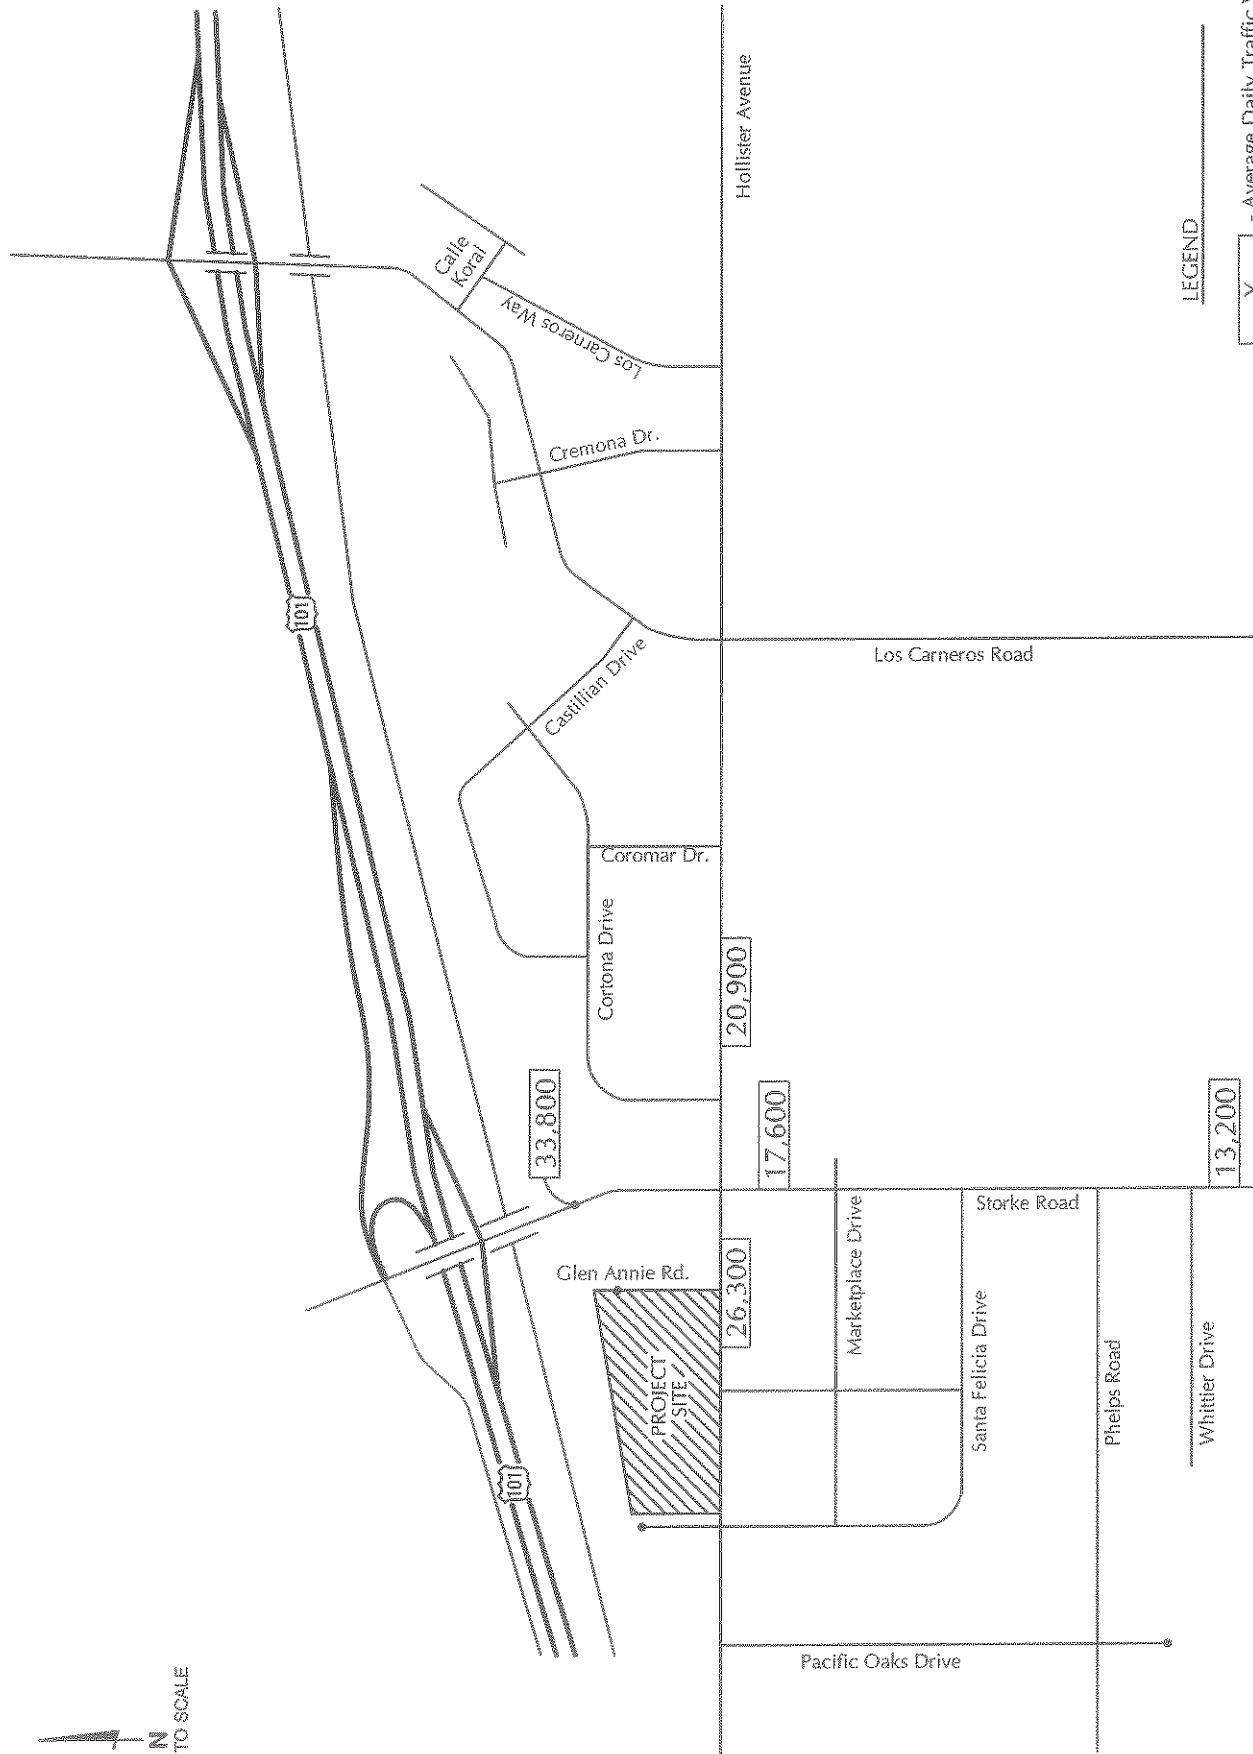 N
TO SCALE
101
101
Calle
Koral
Los Carneros Way
Cremona Dr.
Castillian Drive
Coromar Dr.
Cortona Drive
Hollister Avenue
Los Carneros Road
33,800
20,900
17,600
26,300
13,200
Glen Annie Rd.
PROJECT
SITE
Storke Road
Marketplace Drive
Santa Felicia Drive
Phelps Road
Whittier Drive
Pacific Oaks Drive
LEGEND
- Average Daily Traffic